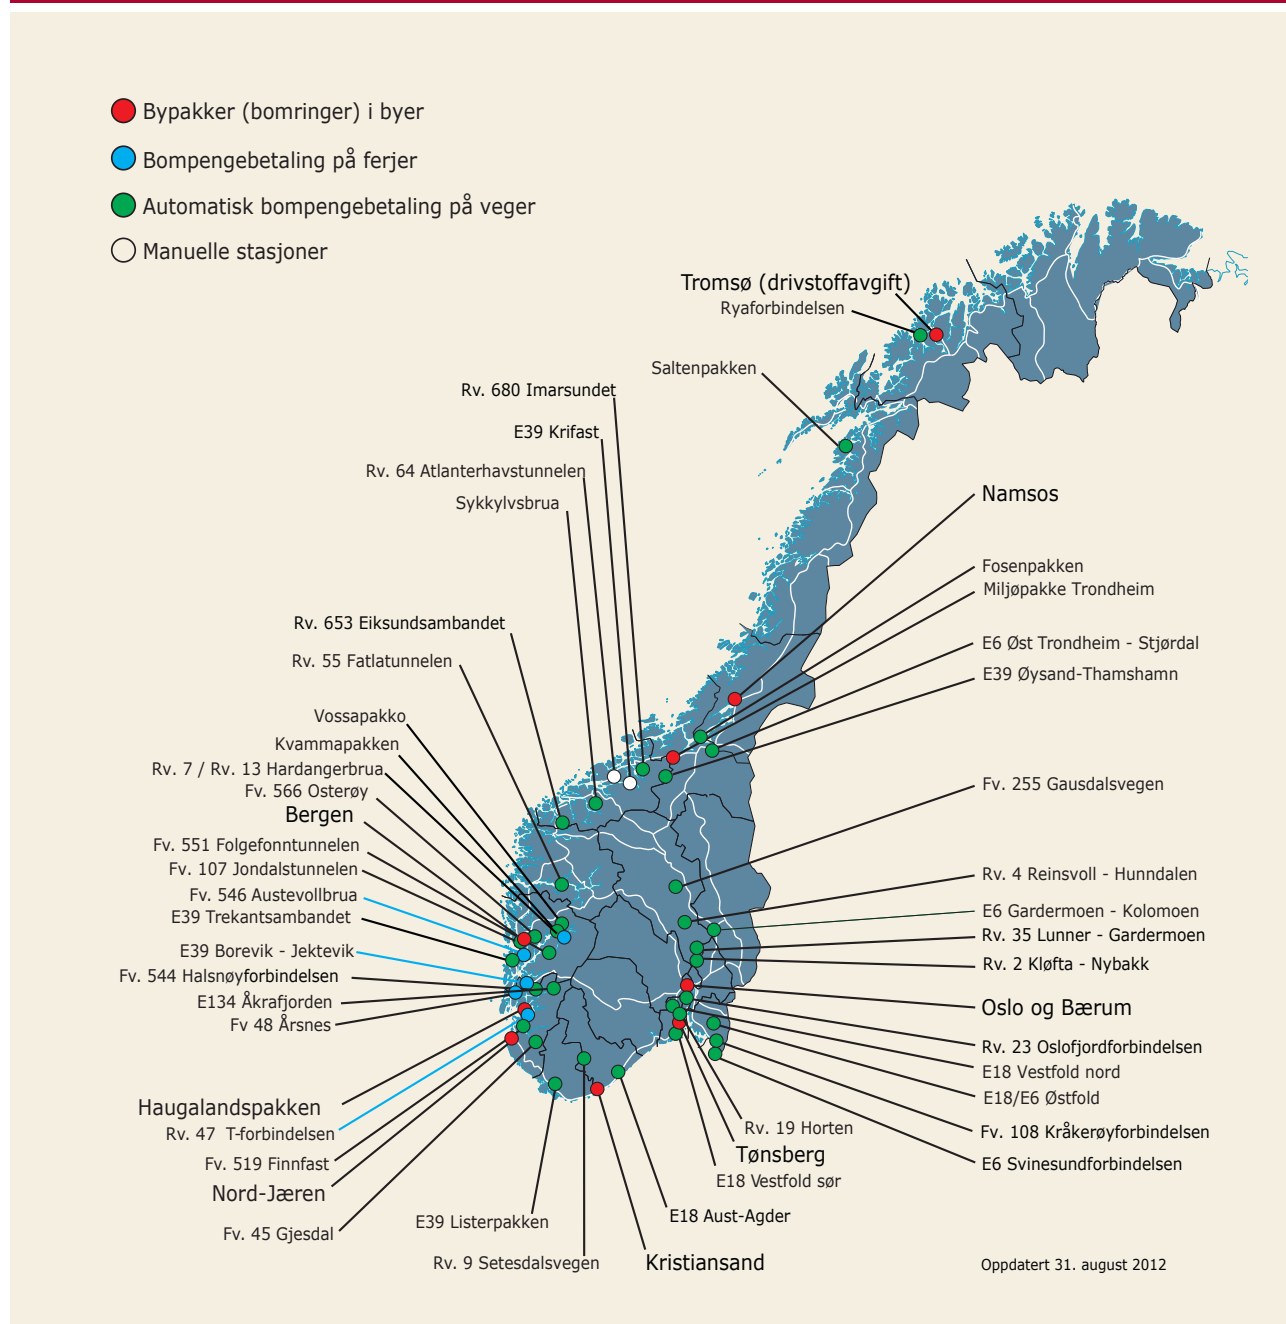 Bypakker (bomringer) i byer
Bompengebetaling på ferjer
Automatisk bompengebetaling på veger
Manuelle stasjoner
Tromsø (drivstoffavgift)
Ryaforbindelsen
Saltenpakken
Rv. 680 Imarsundet
E39 Krifast
Rv. 64 Atlanterhavstunnelen
Sykkylvsbrua
Namsos
Fosenpakken
Miljøpakke Trondheim
E6 Øst Trondheim - Stjørdal
E39 Øysand-Thamshamn
Rv. 653 Eiksundsambandet
Rv. 55 Fatlatunnelen
Vossapakko
Kvammapakken
Rv. 7 / Rv. 13 Hardangerbrua
Fv. 566 Osterøy
Bergen
Fv. 551 Folgefonntunnelen
Fv. 107 Jondalstunnelen
Fv. 546 Austevollbrua
E39 Trekantsambandet
E39 Borevik - Jektevik
Fv. 544 Halsnøyforbindelsen
E134 Åkrafjorden
Fv 48 Årsnes
Fv. 255 Gausdalsvegen
Rv. 4 Reinsvoll - Hunndalen
E6 Gardermoen - Kolomoen
Rv. 35 Lunner - Gardermoen
Rv. 2 Kløfta - Nybakk
Oslo og Bærum
Rv. 23 Oslofjordforbindelsen
E18 Vestfold nord
E18/E6 Østfold
Fv. 108 Kråkerøyforbindelsen
E6 Svinesundforbindelsen
Haugalandspakken
Rv. 47 T-forbindelsen
Fv. 519 Finnfast
Nord-Jæren
Fv. 45 Gjesdal
Rv. 19 Horten
Tønsberg
E18 Vestfold sør
E39 Listerpakken
E18 Aust-Agder
Rv. 9 Setesdalsvegen
Kristiansand
Oppdatert 31. august 2012